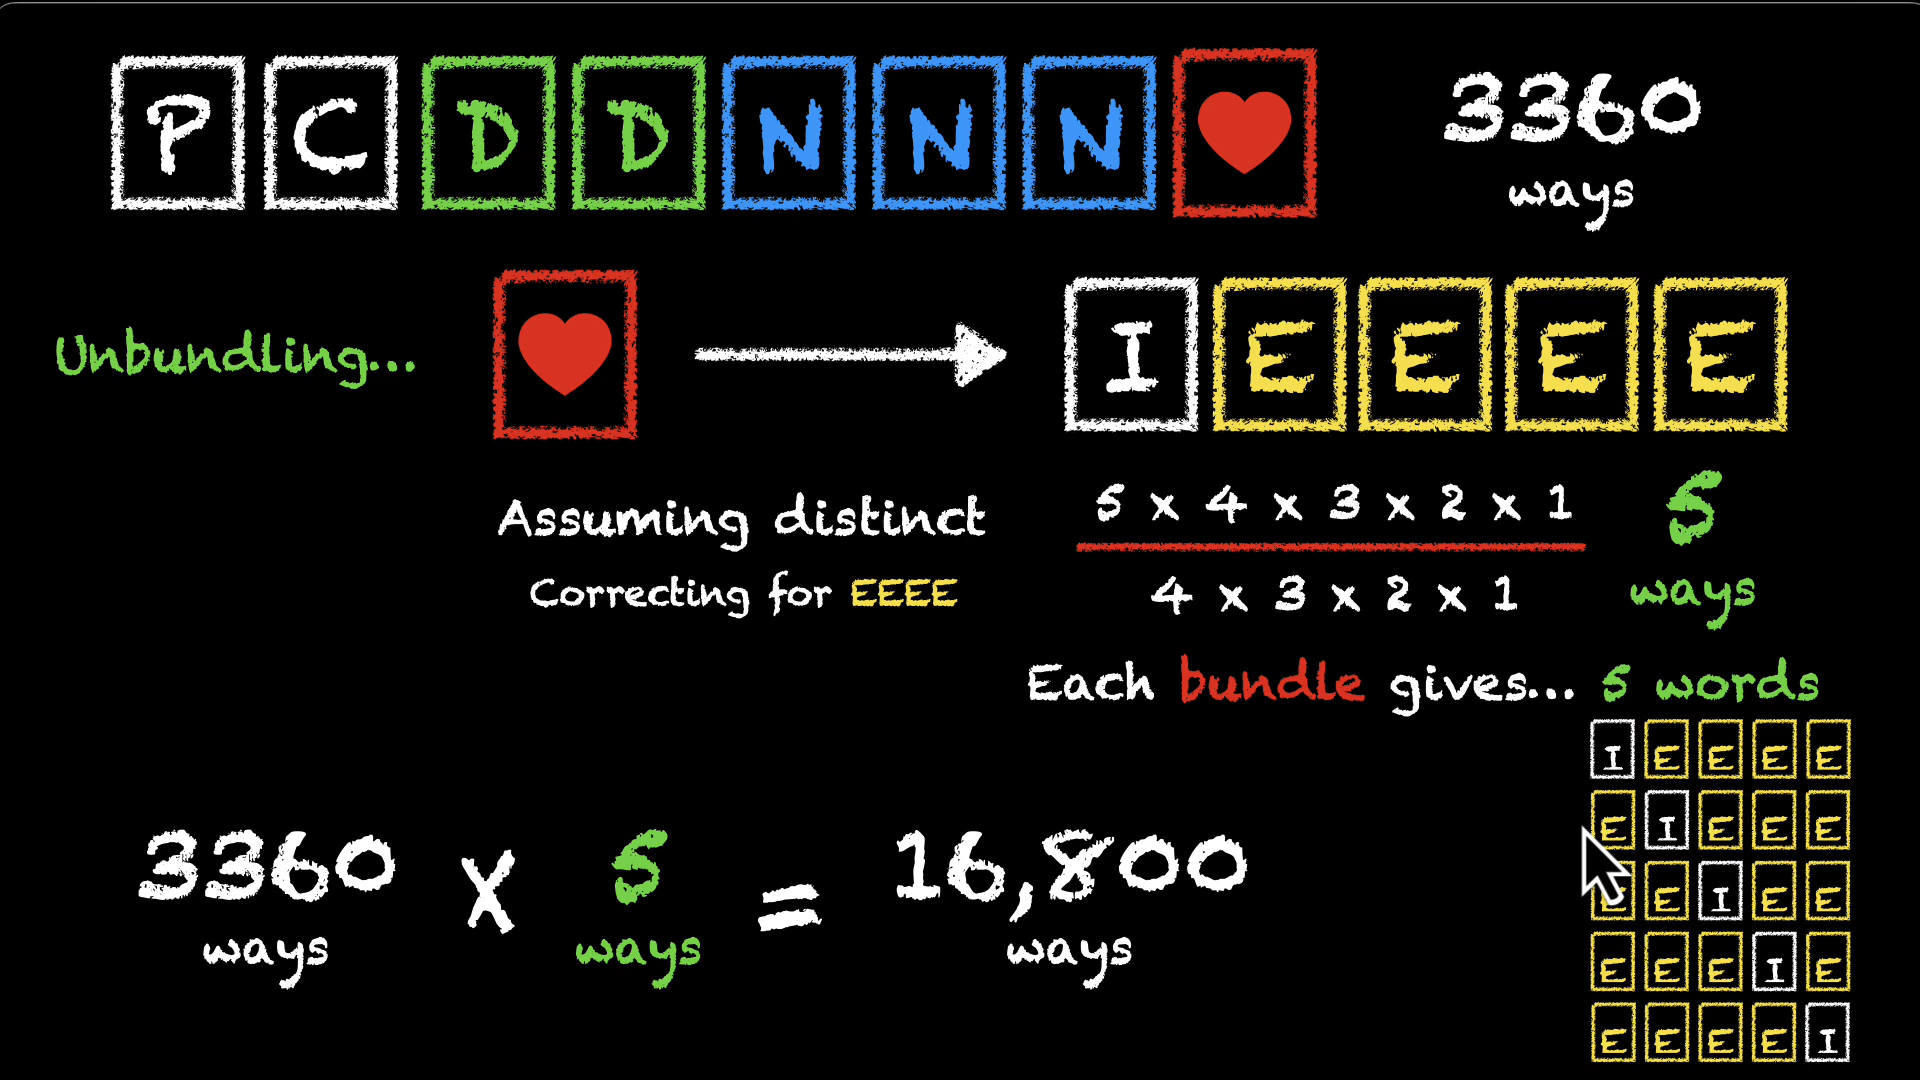 P C D D N N N
3360
ways
Unbundling...
I E E E E
Assuming distinct
5 x 4 x 3 x 2 x 1
5
Correcting for EEEE
4 x 3 x 2 x 1
ways
Each bundle gives... 5 words
I E E E E
E I E E E
E E I E E
E E E I E
E E E E I
3360 x 5 = 16,800
ways ways ways